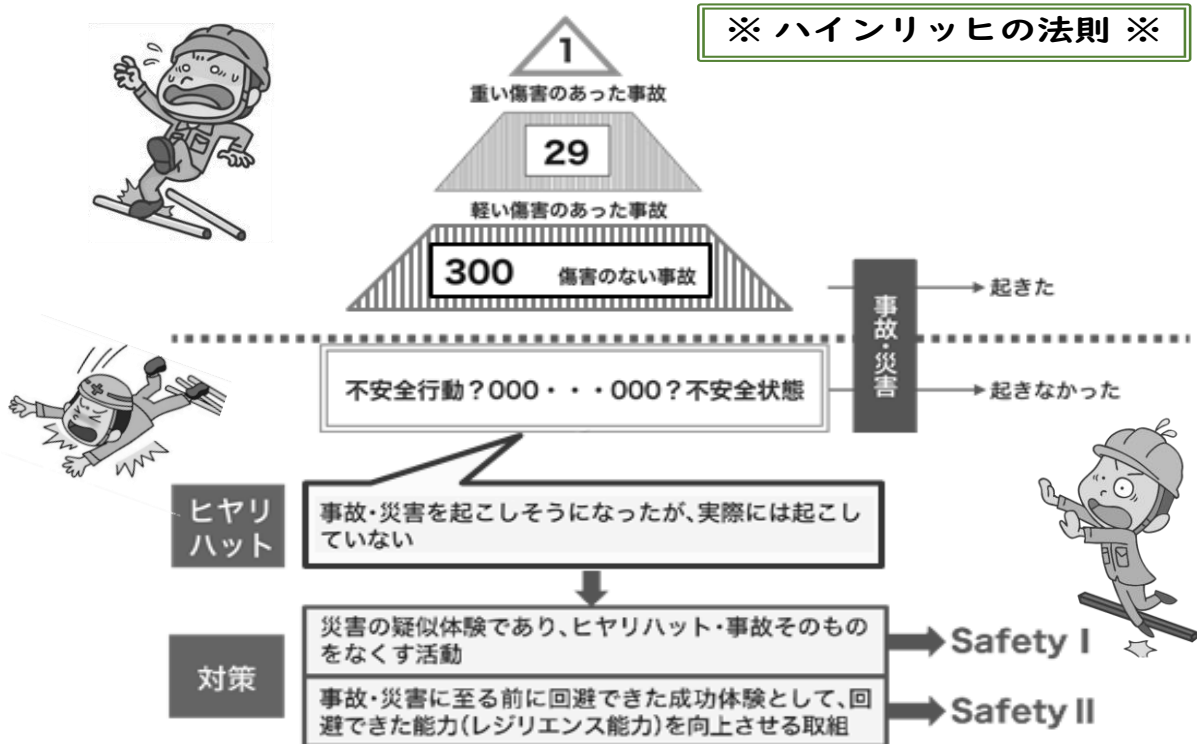 ※ ハインリッヒの法則 ※
1
重い傷害のあった事故
29
軽い傷害のあった事故
300 傷害のない事故
事故・災害
起きた
不安全行動?000・・・000?不安全状態
起きなかった
ヒヤリ
ハット
事故・災害を起こしそうになったが、実際には起こし
ていない
対策
災害の疑似体験であり、ヒヤリハット・事故そのもの
をなくす活動
Safety I
事故・災害に至る前に回避できた成功体験として、回
避できた能力(レジリエンス能力)を向上させる取組
Safety II